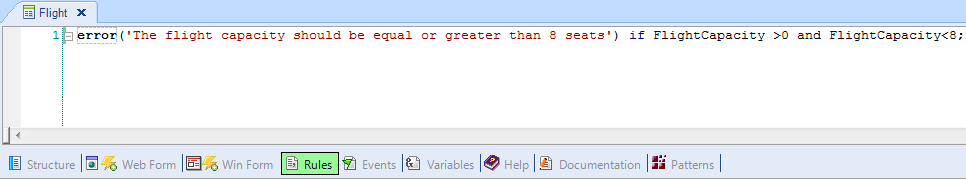 Flight
1 error('The flight capacity should be equal or greater than 8 seats') if FlightCapacity >0 and FlightCapacity<8;
Structure Web Form Win Form Rules Events Variables Help Documentation Patterns